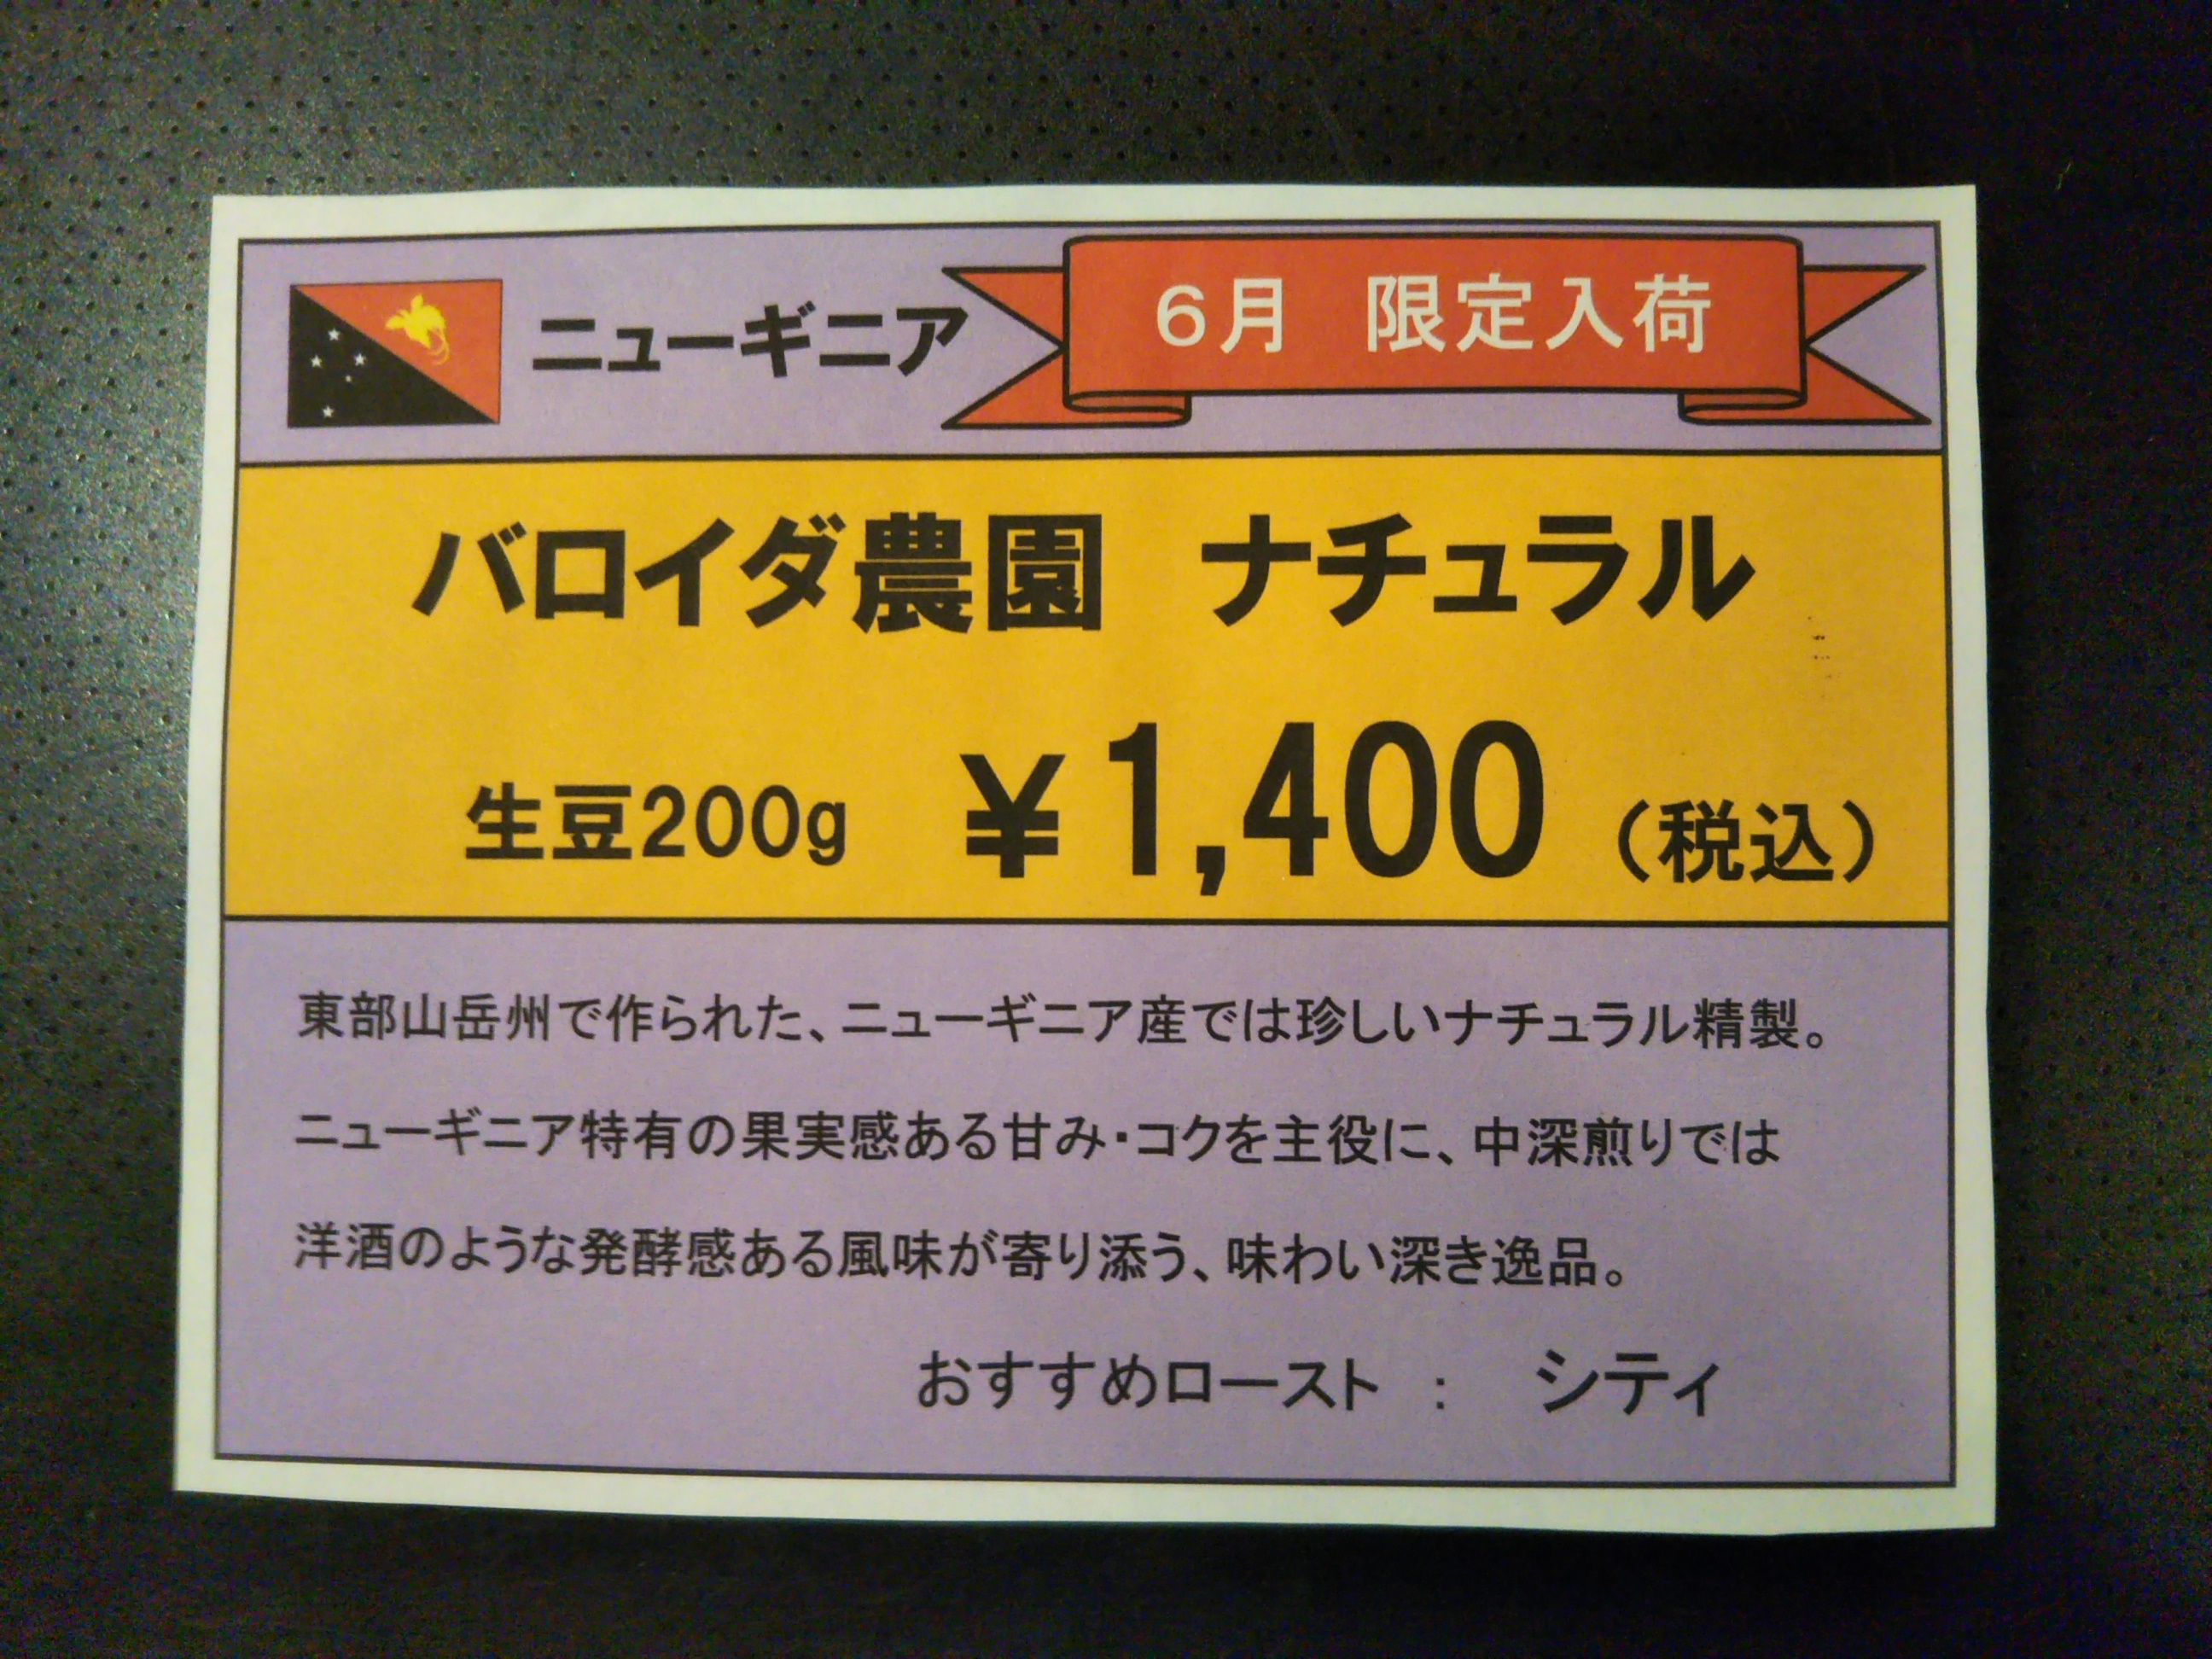 ニューギニア
6月 限定入荷
バロイダ農園 ナチュラル
生豆200g ¥1,400 (税込)
東部山岳州で作られた、ニューギニア産では珍しいナチュラル精製。
ニューギニア特有の果実感ある甘み・コクを主役に、中深煎りでは
洋酒のような発酵感ある風味が寄り添う、味わい深き逸品。
おすすめロースト : シティ